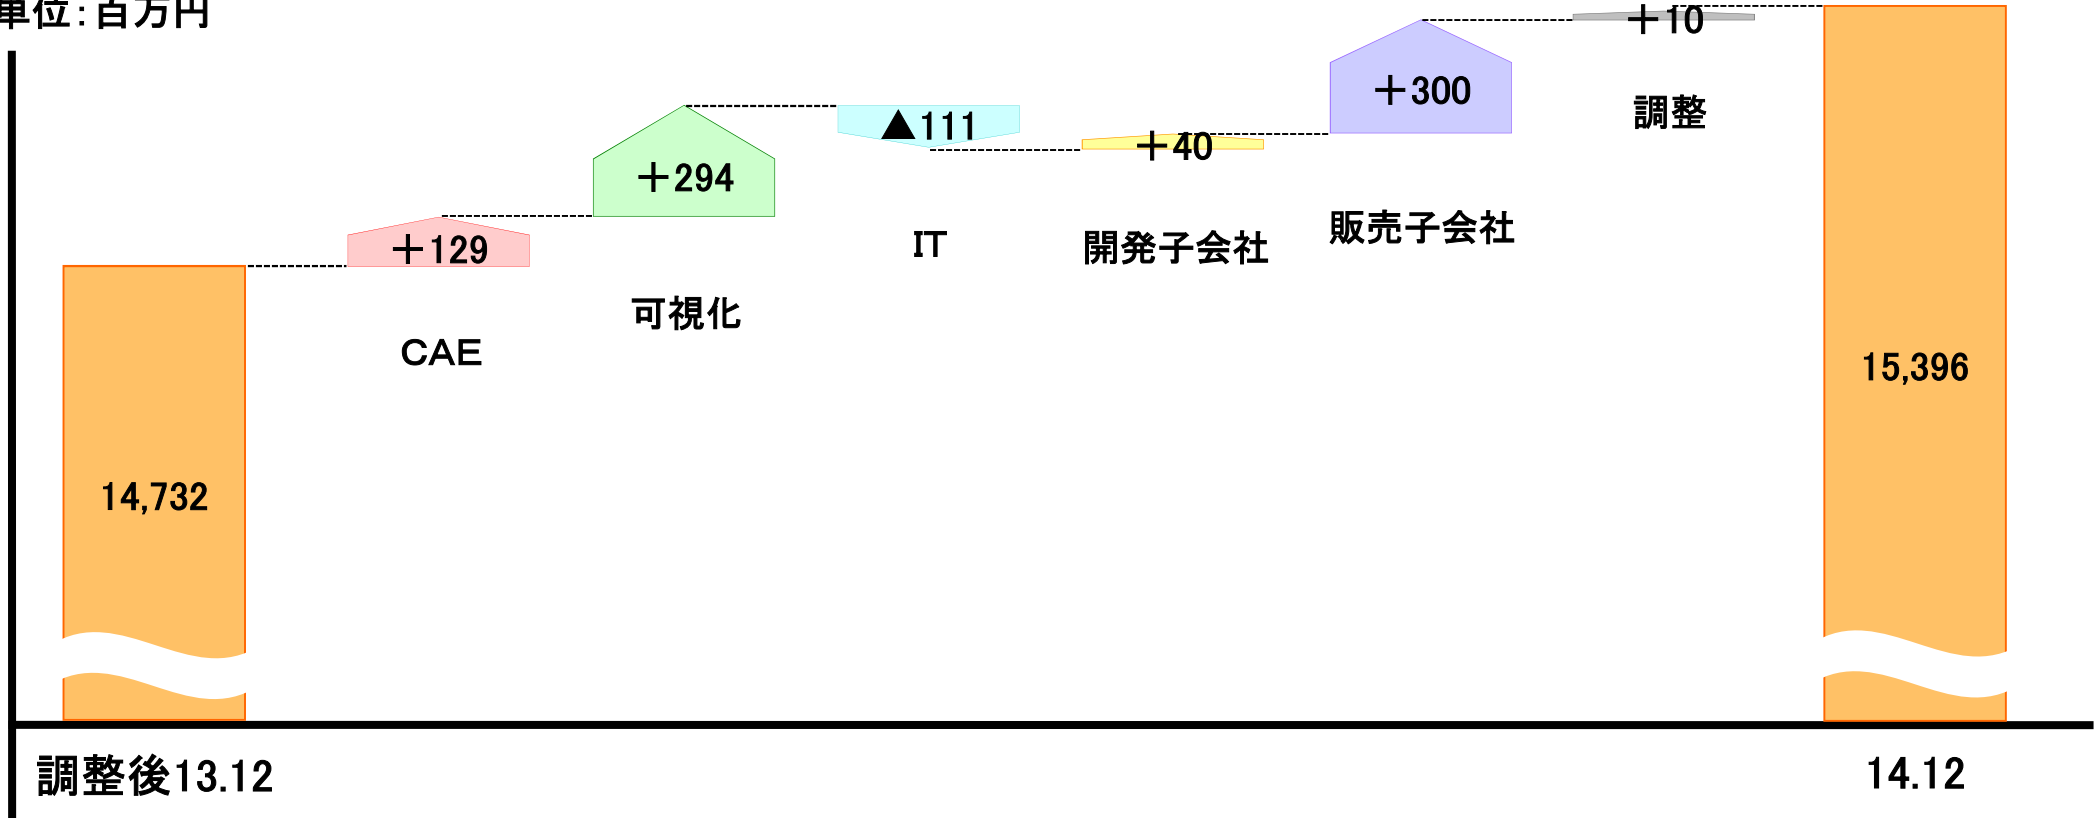 単位：百万円
＋10
＋300
調整
▲111
＋40
＋294
販売子会社
＋129
IT
開発子会社
可視化
CAE
15,396
14,732
調整後13.12
14.12